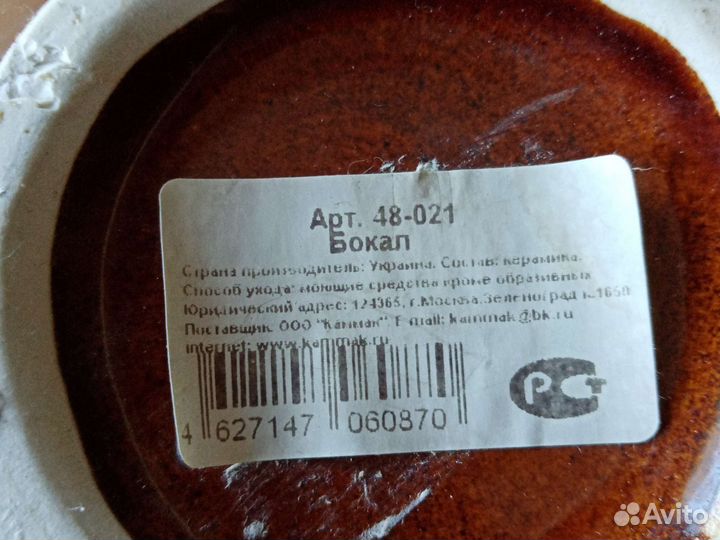 Арт. 48-021
Бокал
Страна производитель: Украина. Состав: керамика.
Способ ухода: моющие средства кроме образивных
Юридический адрес: 124365, г.Москва.Зеленоград к.1650
Поставщик: ООО "Каммак". E-mail: kammak@bk.ru
internet: www.kammak.ru
4 627147 060870
РСТ
Avito